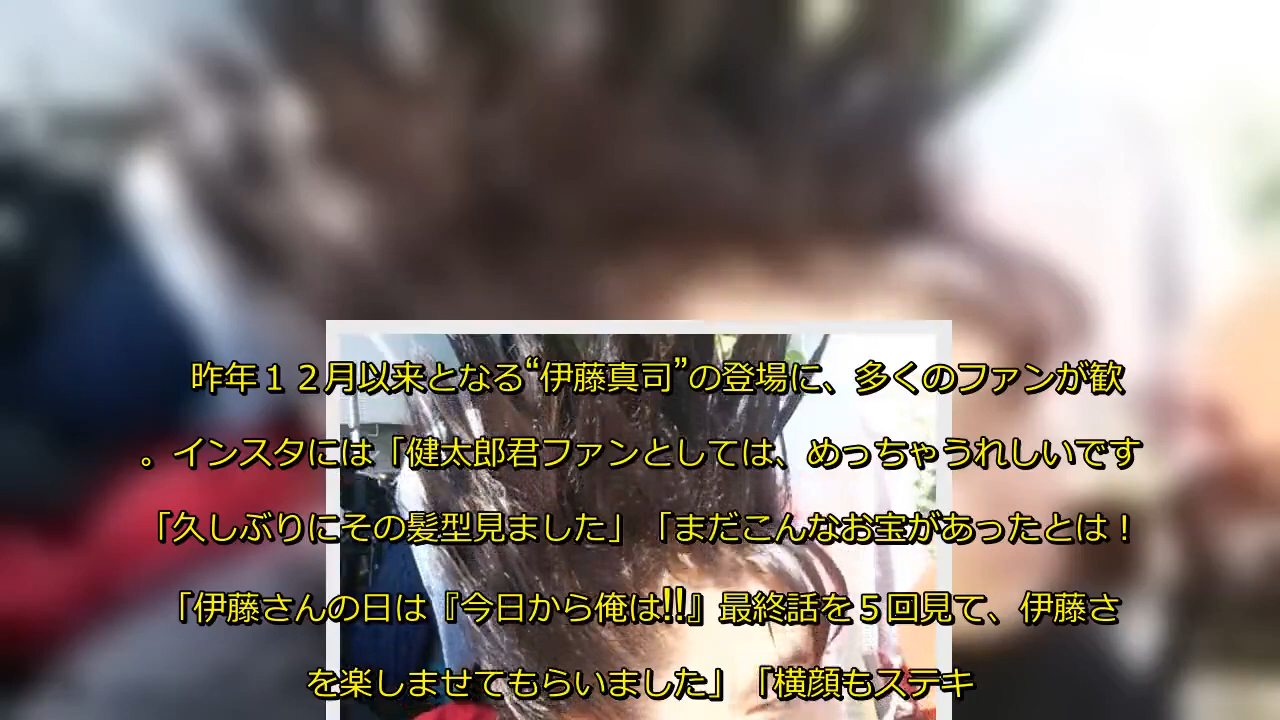 昨年１２月以来となる“伊藤真司”の登場に、多くのファンが歓
。インスタには「健太郎君ファンとしては、めっちゃうれしいです
「久しぶりにその髪型見ました」「まだこんなお宝があったとは！
「伊藤さんの日は『今日から俺は!!』最終話を５回見て、伊藤さ
を楽しませてもらいました」「横顔もステキ